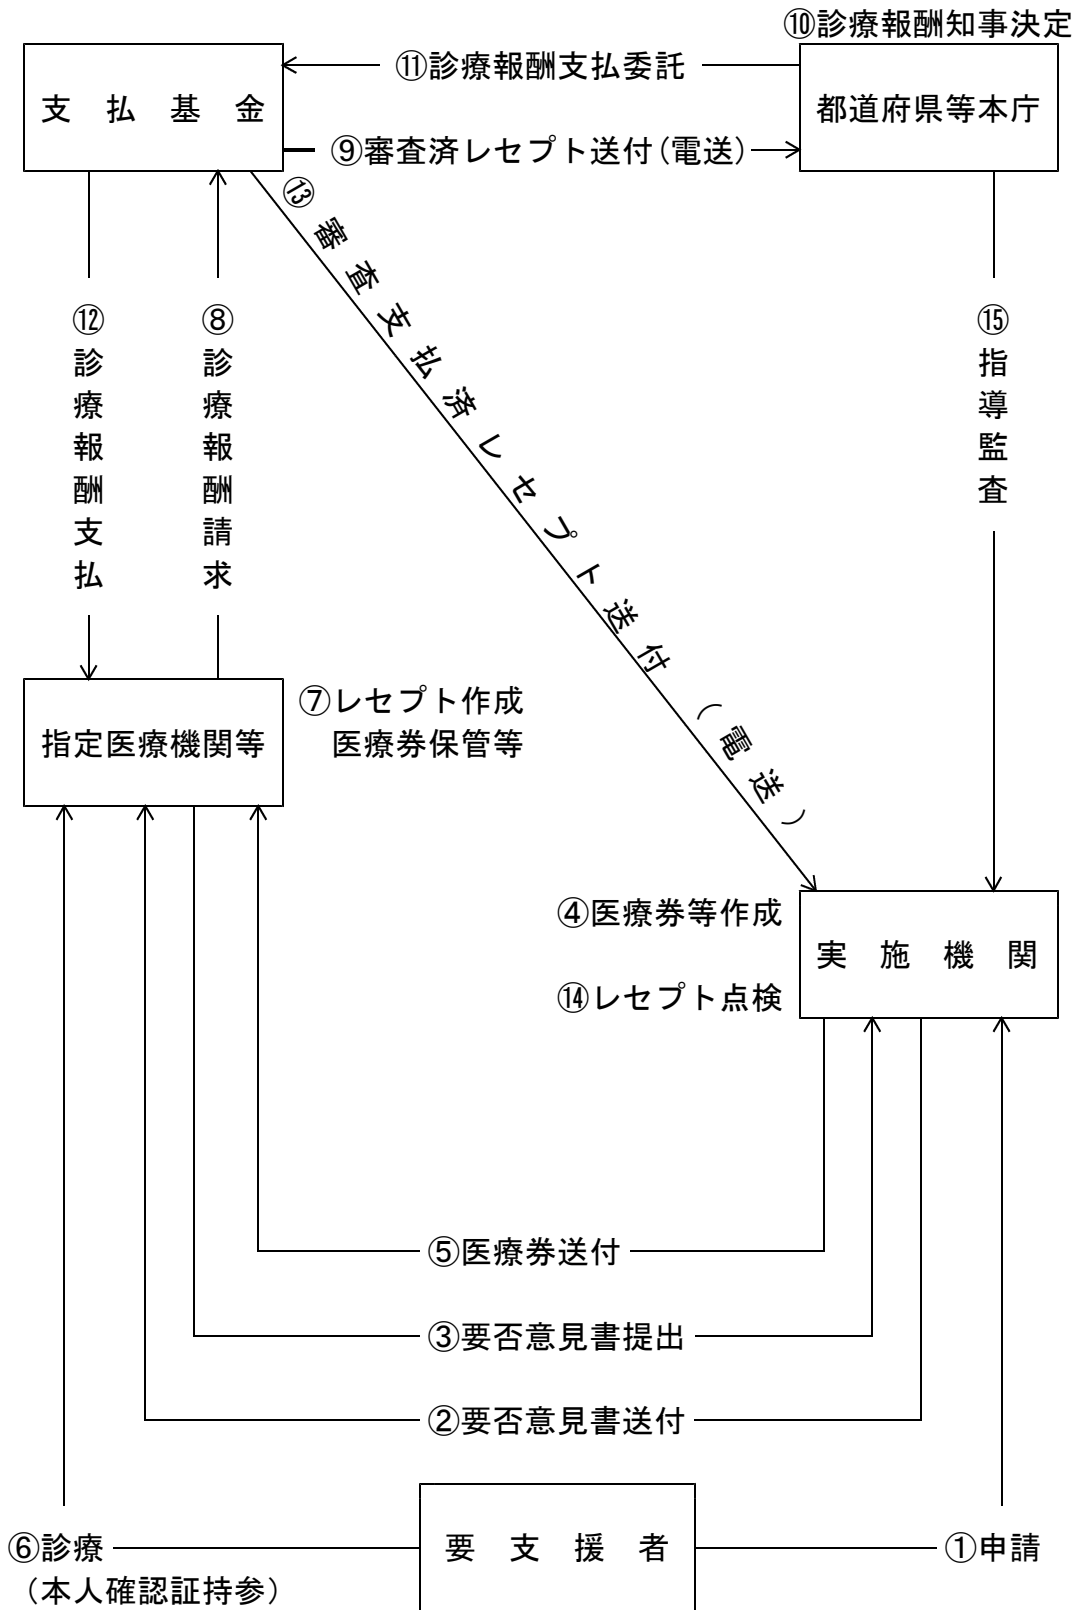 ⑩診療報酬知事決定
⑪診療報酬支払委託
支払基金
都道府県等本庁
⑨審査済レセプト送付(電送)
⑬審査支払済レセプト送付(電送)
⑫診療報酬支払
⑧診療報酬請求
⑮指導監査
指定医療機関等
⑦レセプト作成
医療券保管等
④医療券等作成
実施機関
⑭レセプト点検
⑤医療券送付
③要否意見書提出
②要否意見書送付
⑥診療
(本人確認証持参)
要支援者
①申請